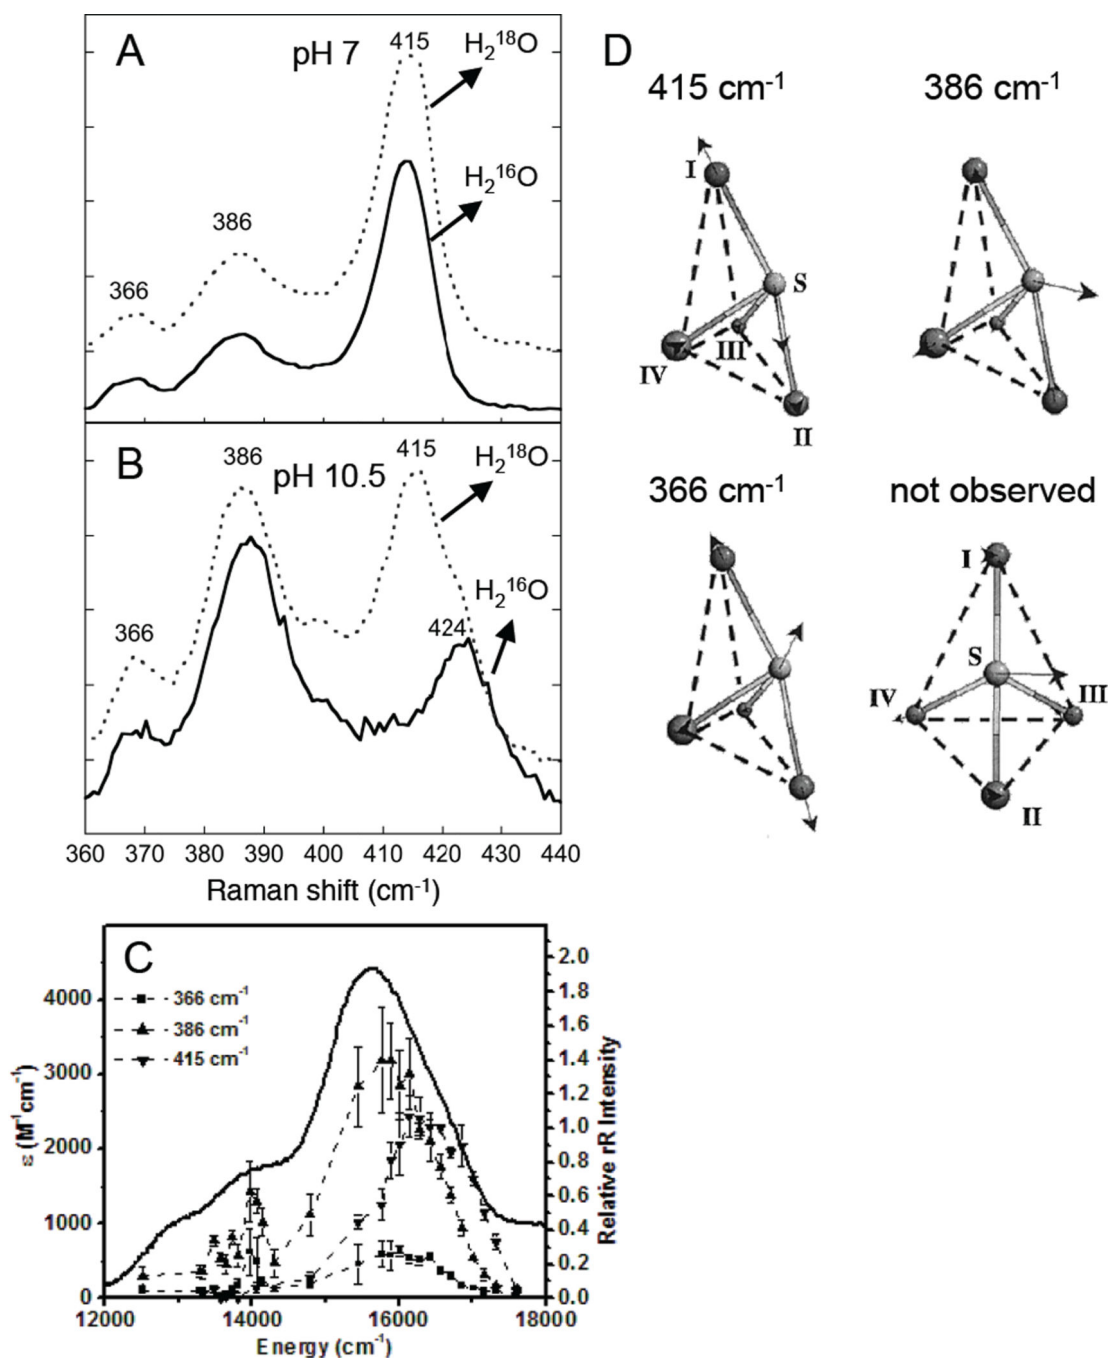 A
pH 7
415
H₂¹⁸O
386
H₂¹⁶O
366
B
pH 10.5
386
415
H₂¹⁸O
H₂¹⁶O
366
424
360 370 380 390 400 410 420 430 440
Raman shift (cm⁻¹)
C
366 cm⁻¹
386 cm⁻¹
415 cm⁻¹
4000
3000
2000
1000
0
ε (M⁻¹cm⁻¹)
2.0
1.8
1.6
1.4
1.2
1.0
0.8
0.6
0.4
0.2
0.0
Relative rR Intensity
12000 14000 16000 18000
Energy (cm⁻¹)
D
415 cm⁻¹ 386 cm⁻¹
I
S
III
IV
II
366 cm⁻¹ not observed
I
S
IV III
II